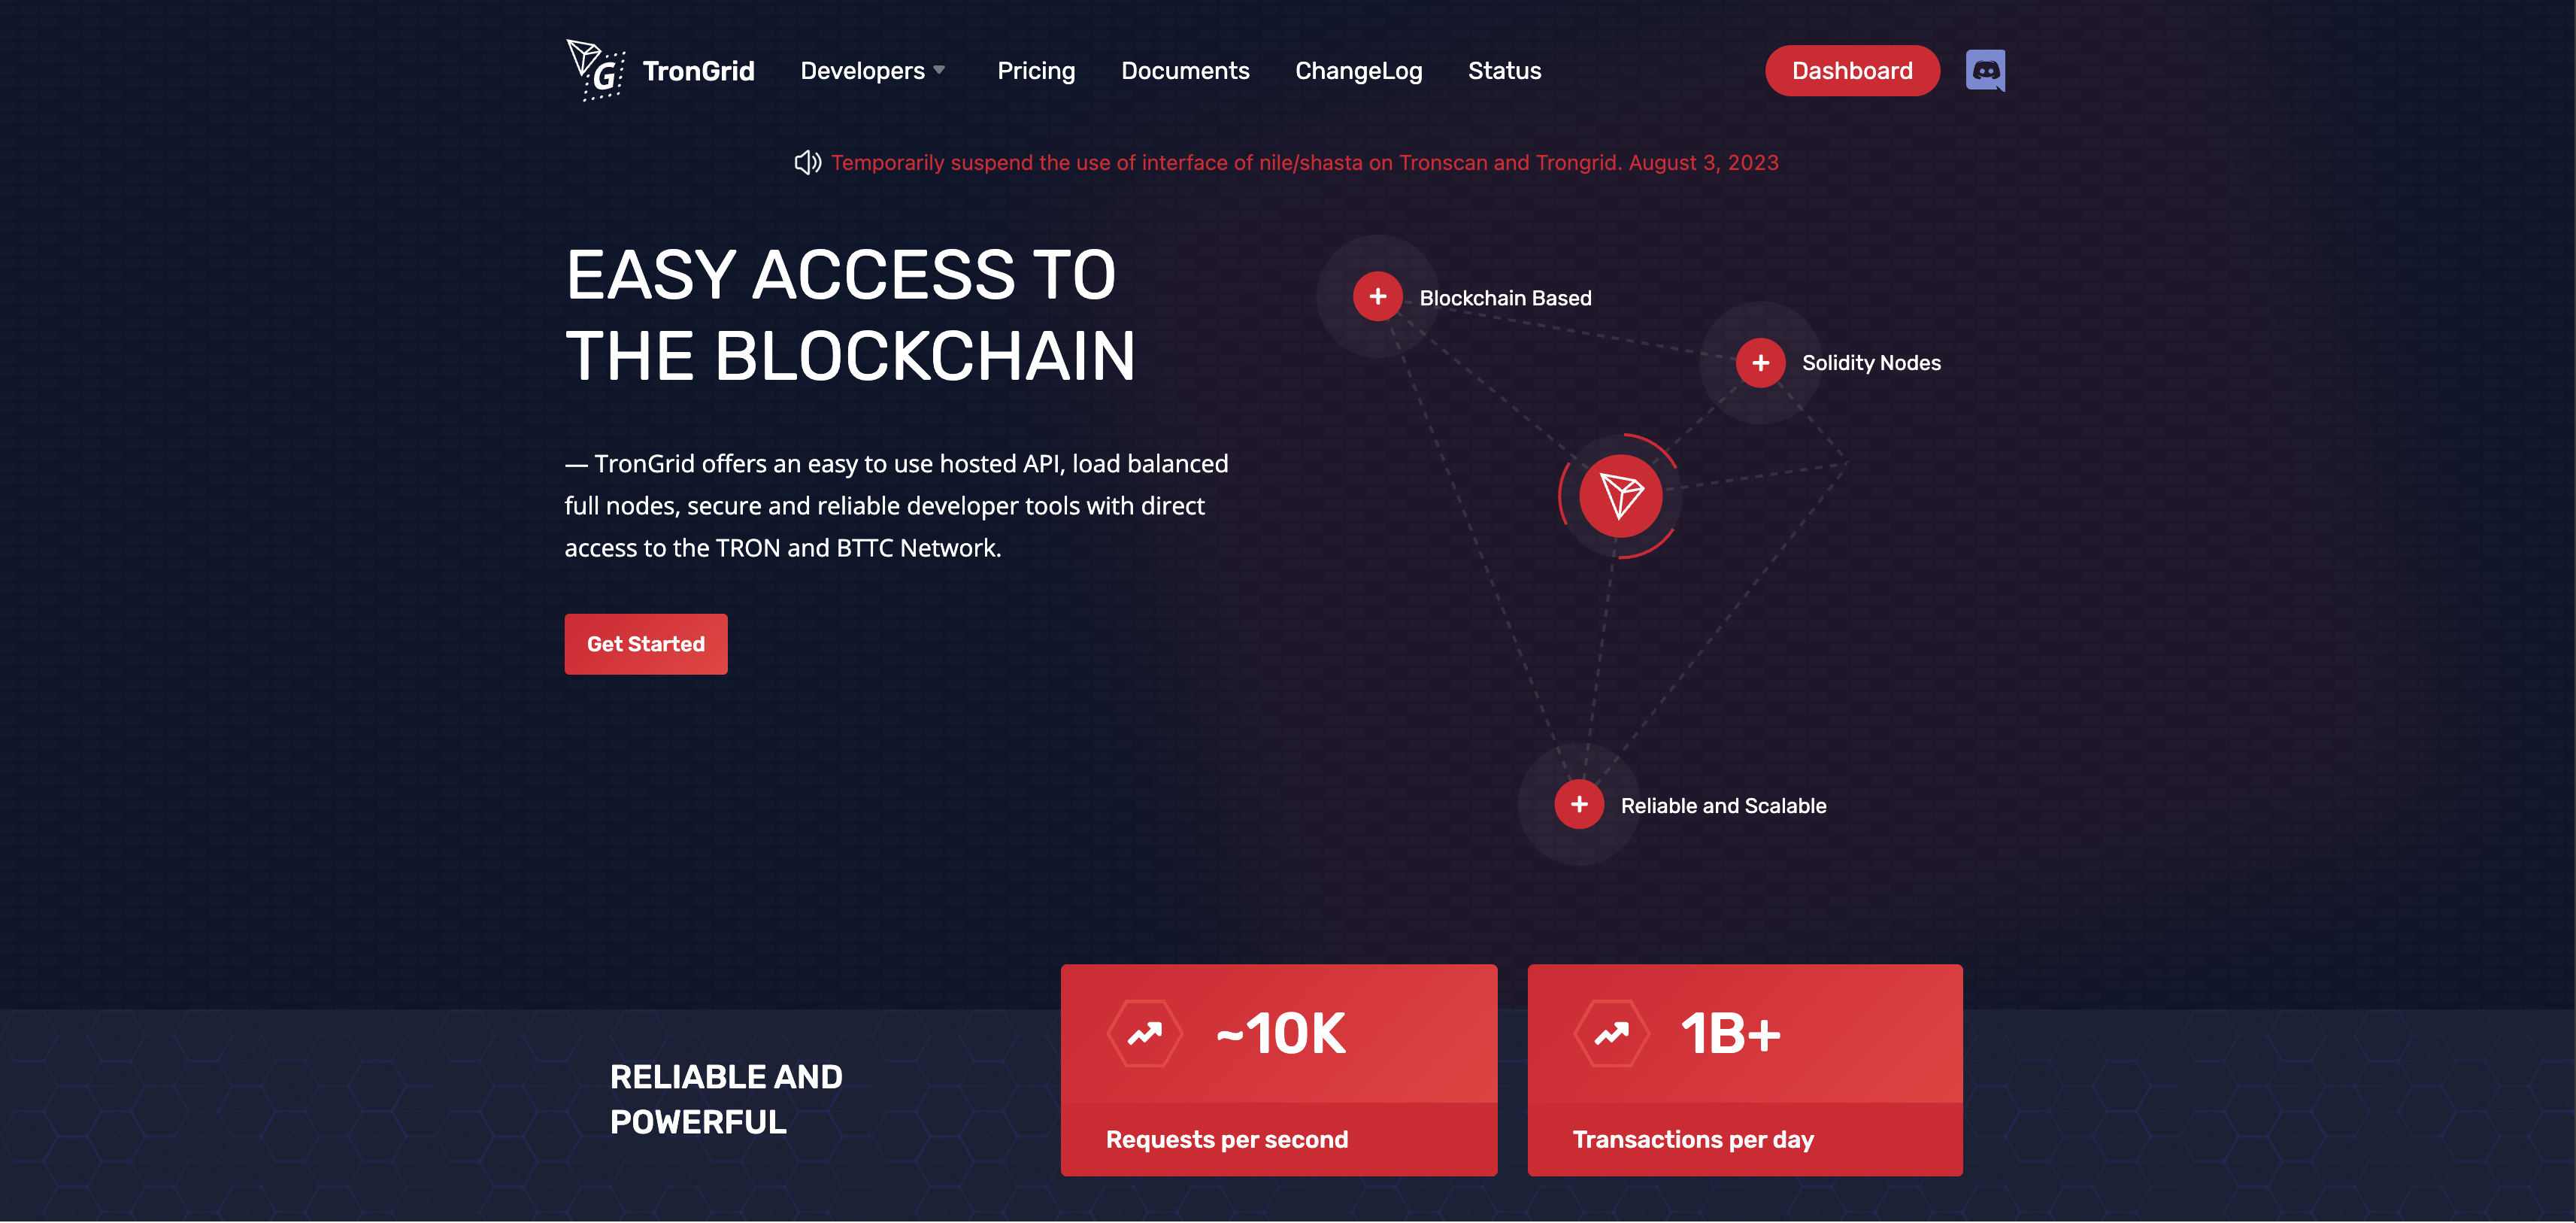 G
TronGrid
Developers
Pricing
Documents
ChangeLog
Status
Dashboard
Temporarily suspend the use of interface of nile/shasta on Tronscan and Trongrid. August 3, 2023
EASY ACCESS TO
THE BLOCKCHAIN
— TronGrid offers an easy to use hosted API, load balanced
full nodes, secure and reliable developer tools with direct
access to the TRON and BTTC Network.
Get Started
Blockchain Based
Solidity Nodes
Reliable and Scalable
RELIABLE AND
POWERFUL
~10K
Requests per second
1B+
Transactions per day